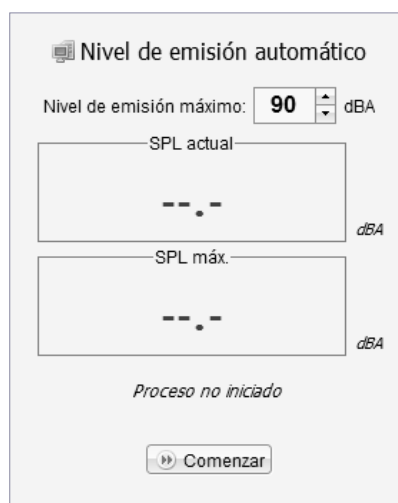 Nivel de emisión automático
Nivel de emisión máximo: 90 dBA
SPL actual
--.-
dBA
SPL máx.
--.-
dBA
Proceso no iniciado
Comenzar